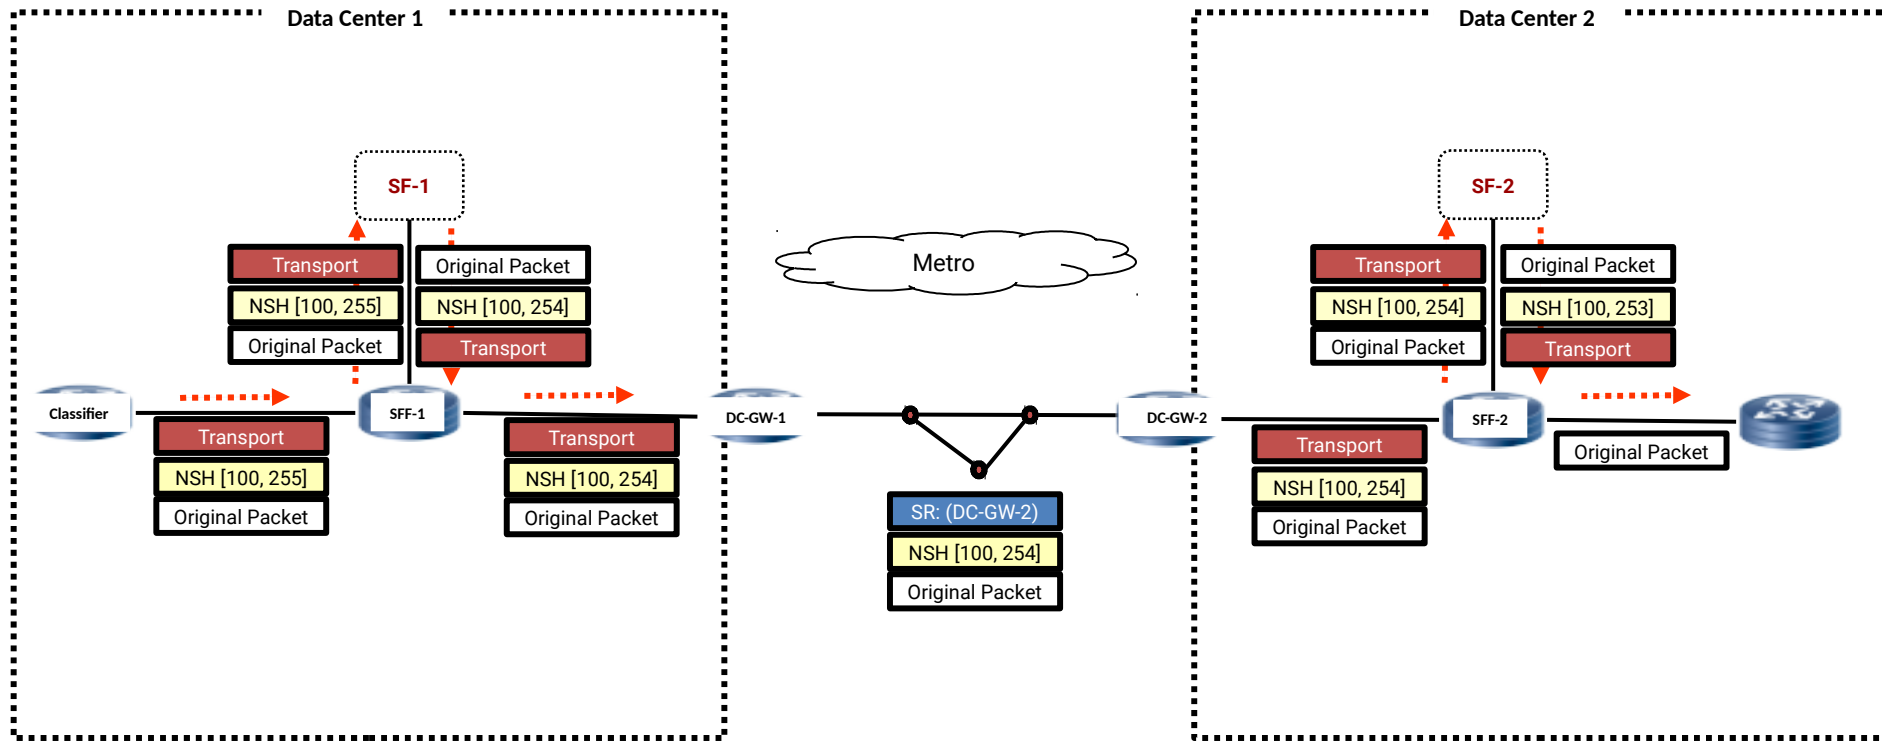 Data Center 1
Data Center 2
SF-1
SF-2
Transport
NSH [100, 255]
Original Packet
Original Packet
NSH [100, 254]
Transport
Metro
Transport
NSH [100, 254]
Original Packet
Original Packet
NSH [100, 253]
Transport
Classifier
SFF-1
DC-GW-1
DC-GW-2
SFF-2
Transport
NSH [100, 255]
Original Packet
Transport
NSH [100, 254]
Original Packet
SR: (DC-GW-2)
NSH [100, 254]
Original Packet
Transport
NSH [100, 254]
Original Packet
Original Packet